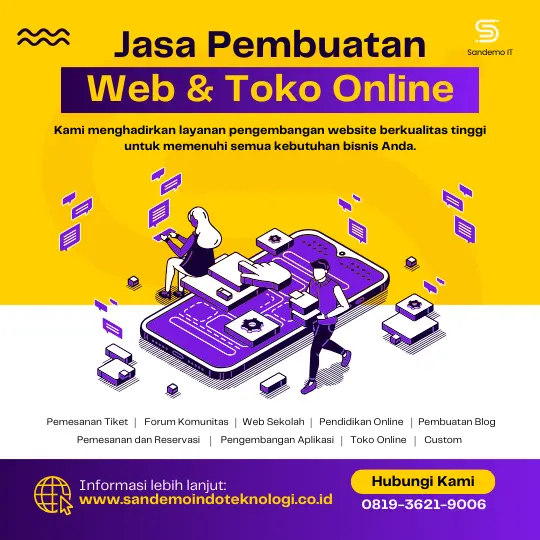 Sandemo IT
Jasa Pembuatan
Web & Toko Online
Kami menghadirkan layanan pengembangan website berkualitas tinggi
untuk memenuhi semua kebutuhan bisnis Anda.
Pemesanan Tiket | Forum Komunitas | Web Sekolah | Pendidikan Online | Pembuatan Blog
Pemesanan dan Reservasi | Pengembangan Aplikasi | Toko Online | Custom
Informasi lebih lanjut:
www.sandemoindoteknologi.co.id
Hubungi Kami
0819-3621-9006